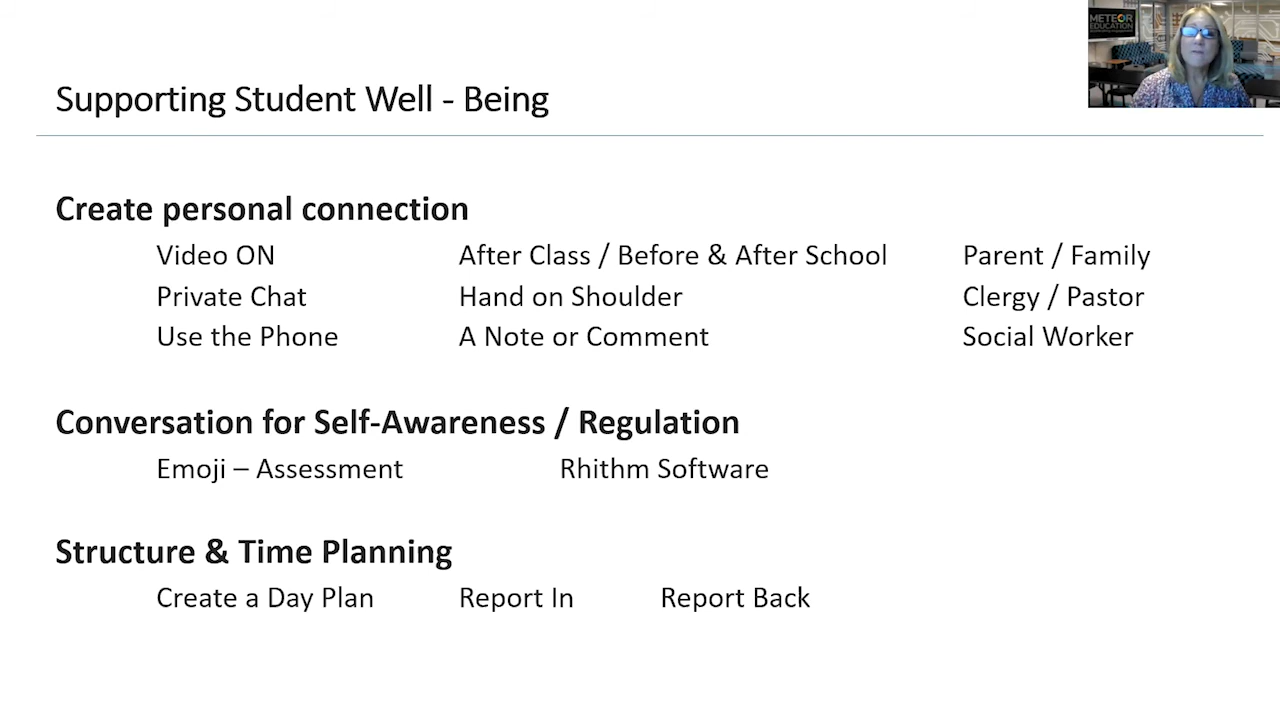 METEOR
EDUCATION
Supporting Student Well - Being
Create personal connection
Video ON After Class / Before & After School Parent / Family
Private Chat Hand on Shoulder Clergy / Pastor
Use the Phone A Note or Comment Social Worker
Conversation for Self-Awareness / Regulation
Emoji – Assessment Rhithm Software
Structure & Time Planning
Create a Day Plan Report In Report Back